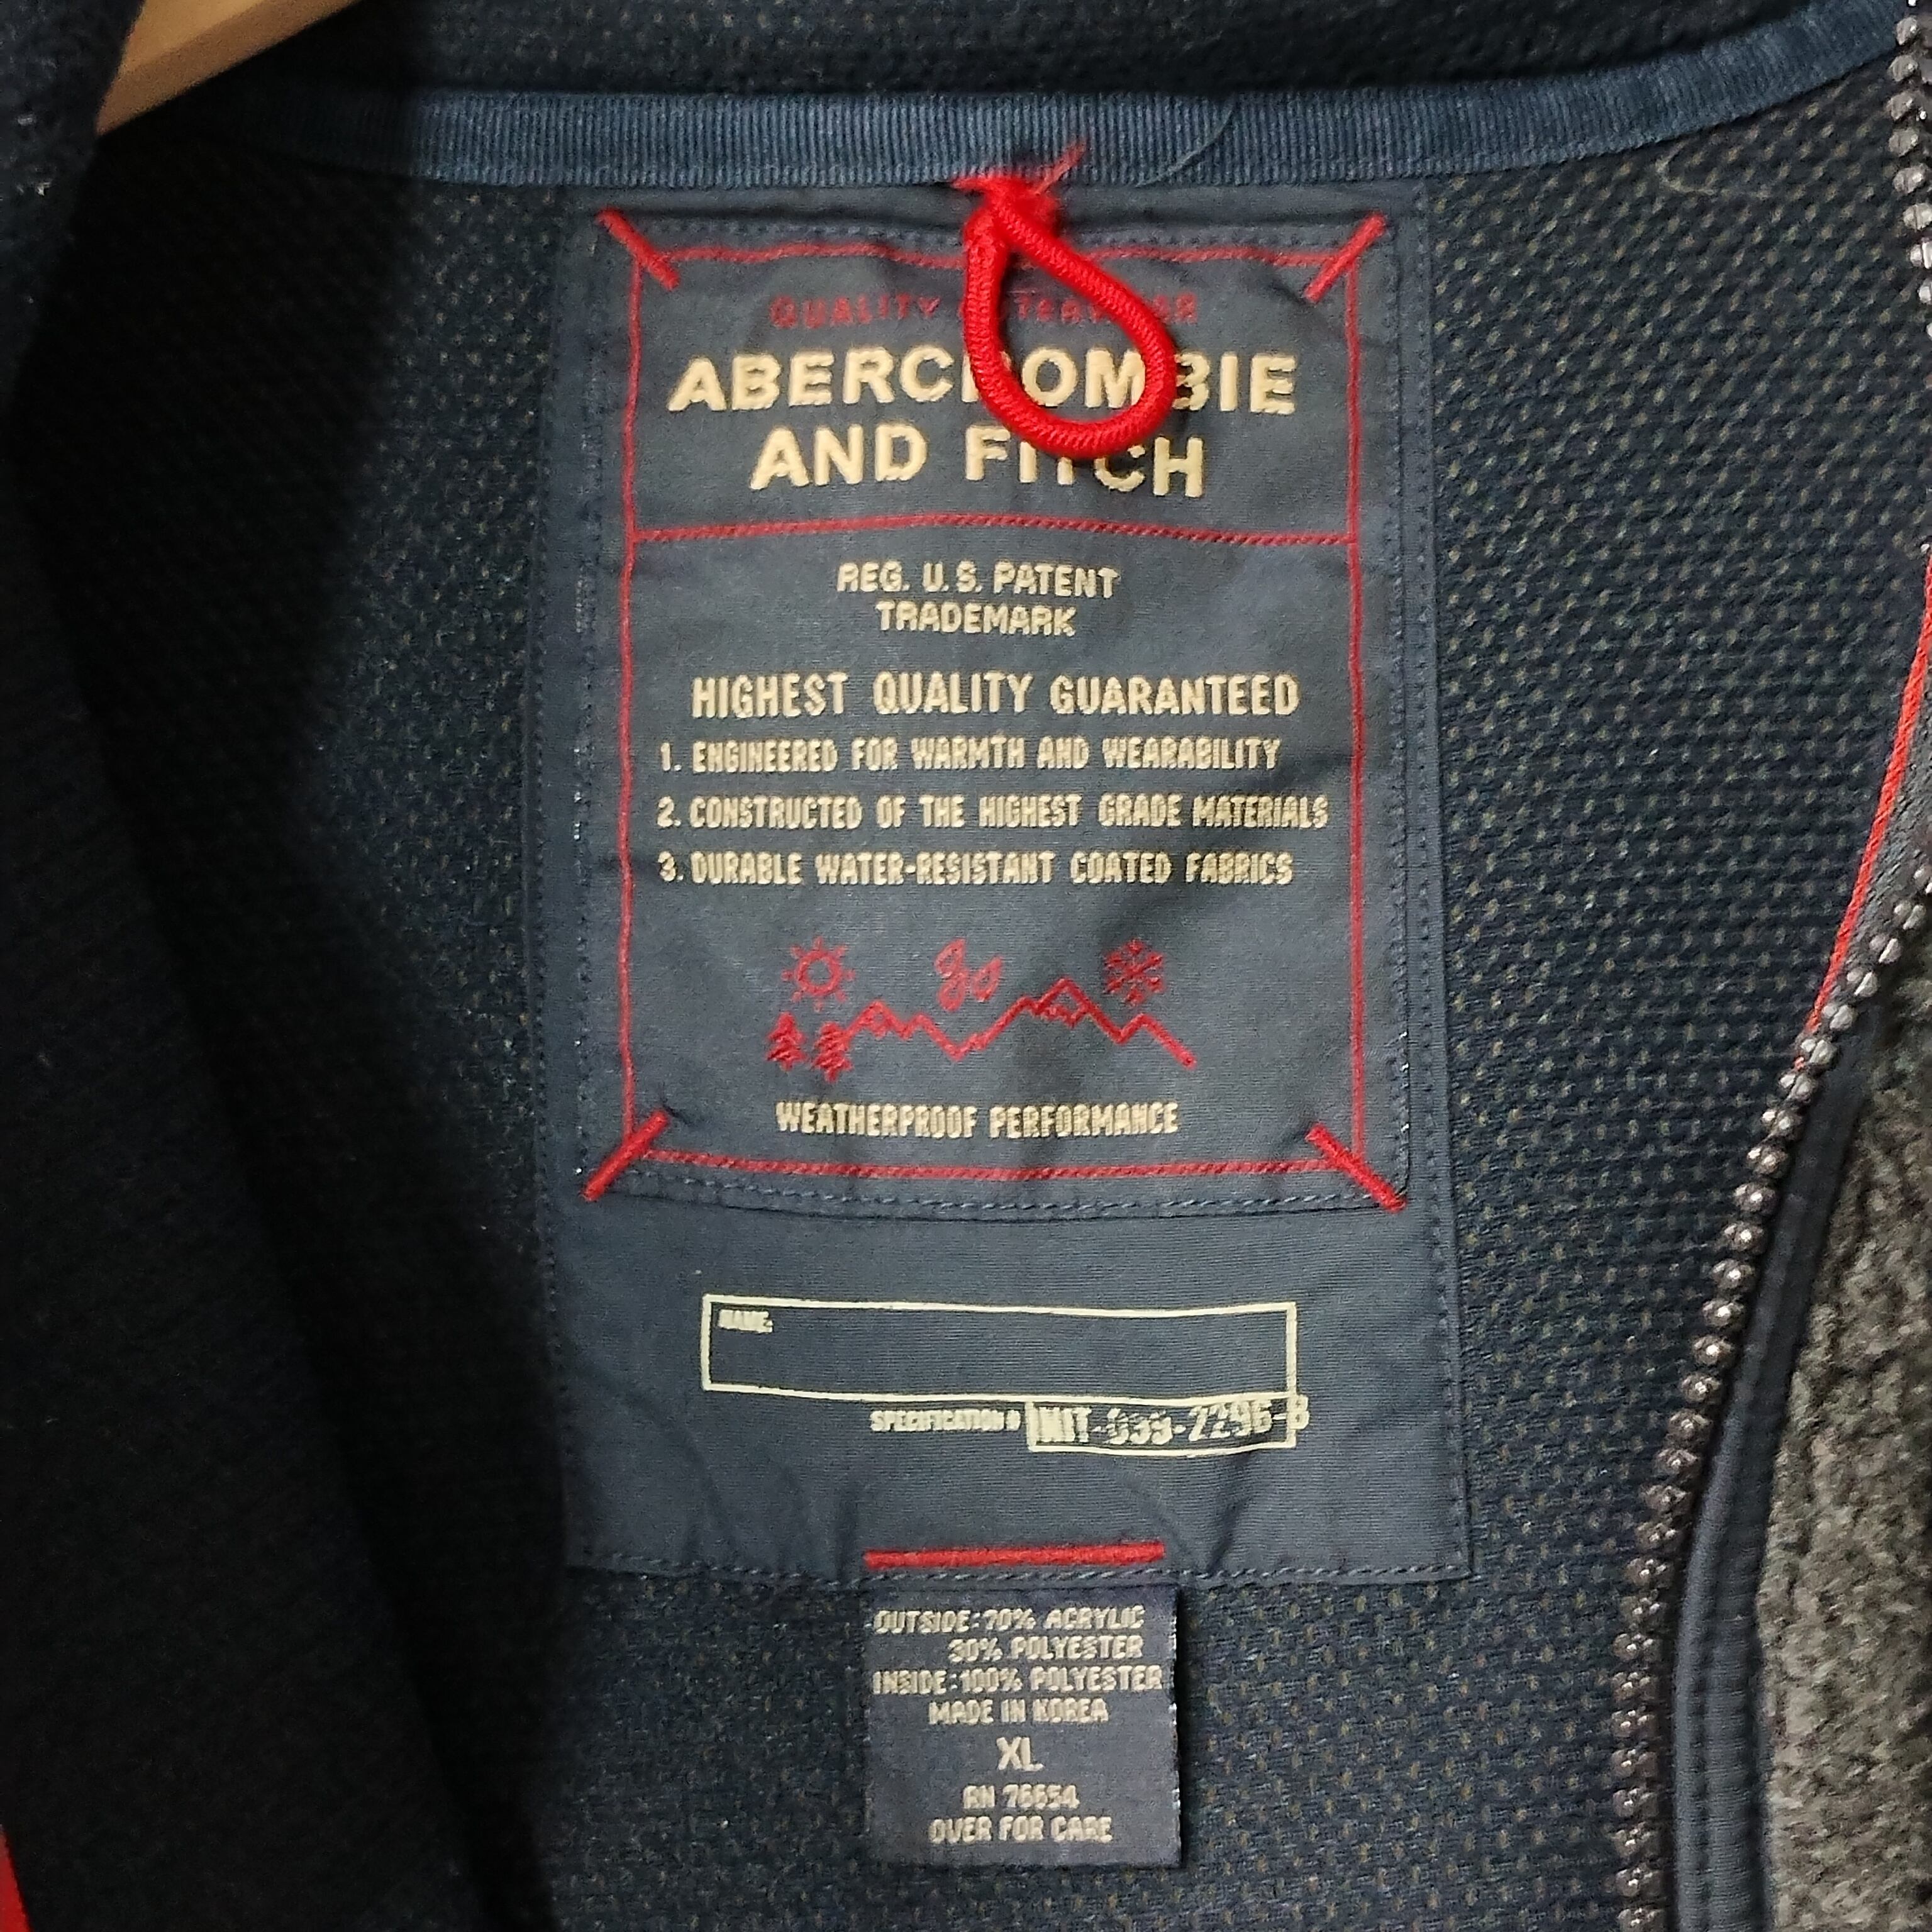 QUALITY OUTERWEAR
ABERCROMBIE
AND FITCH
REG. U.S. PATENT
TRADEMARK
HIGHEST QUALITY GUARANTEED
1. ENGINEERED FOR WARMTH AND WEARABILITY
2. CONSTRUCTED OF THE HIGHEST GRADE MATERIALS
3. DURABLE WATER-RESISTANT COATED FABRICS
WEATHERPROOF PERFORMANCE
NAME:
SPECIFICATION #
OUTSIDE: 70% ACRYLIC
30% POLYESTER
INSIDE: 100% POLYESTER
MADE IN KOREA
XL
RN 76654
OVER FOR CARE